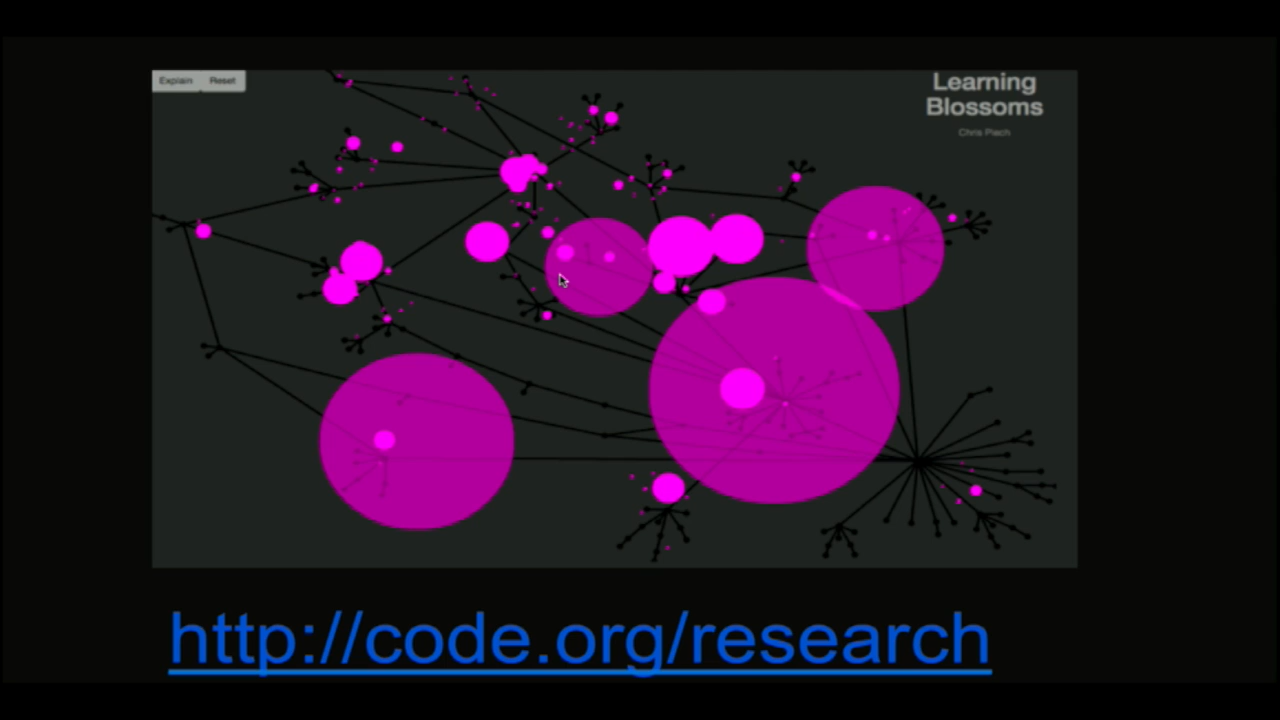 Explain Reset
Learning
Blossoms
Chris Piech
http://code.org/research